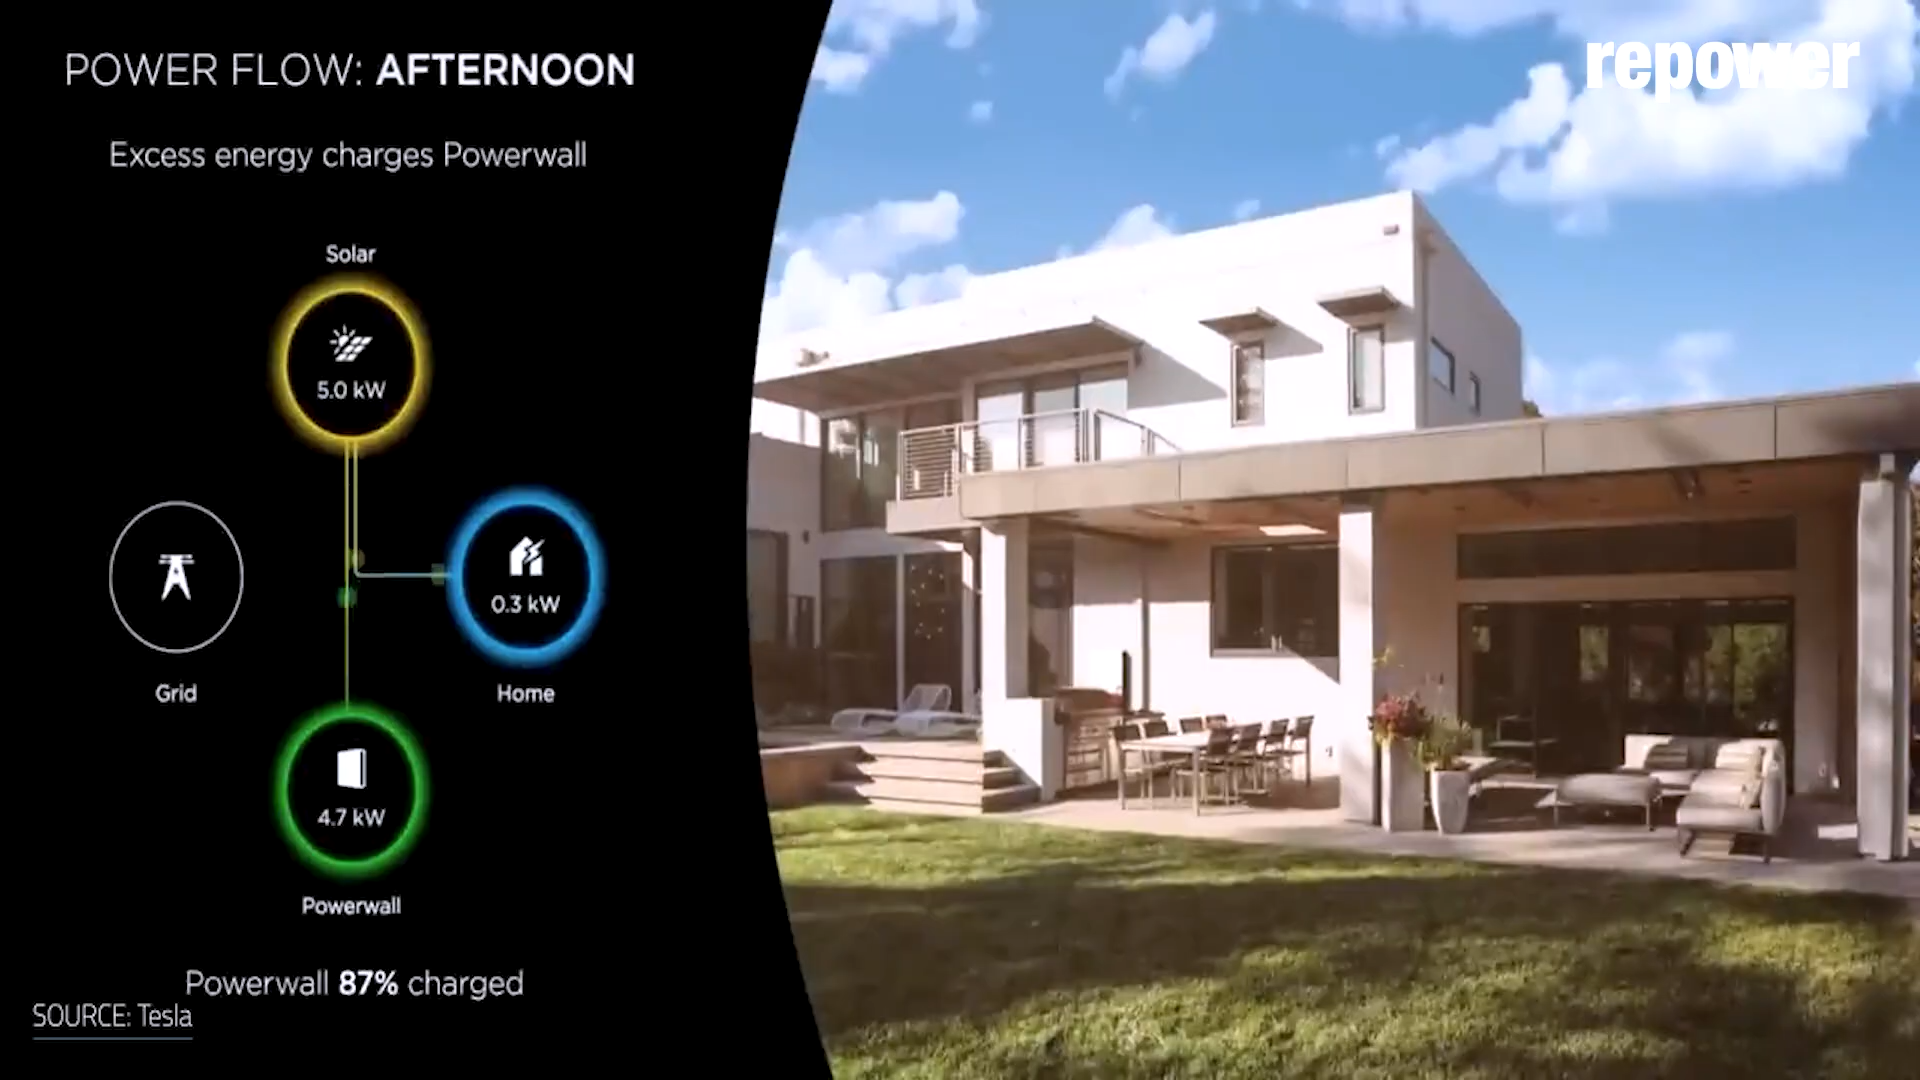 POWER FLOW: AFTERNOON
repower
Excess energy charges Powerwall
Solar
5.0 kW
0.3 kW
Grid
Home
4.7 kW
Powerwall
Powerwall 87% charged
SOURCE: Tesla